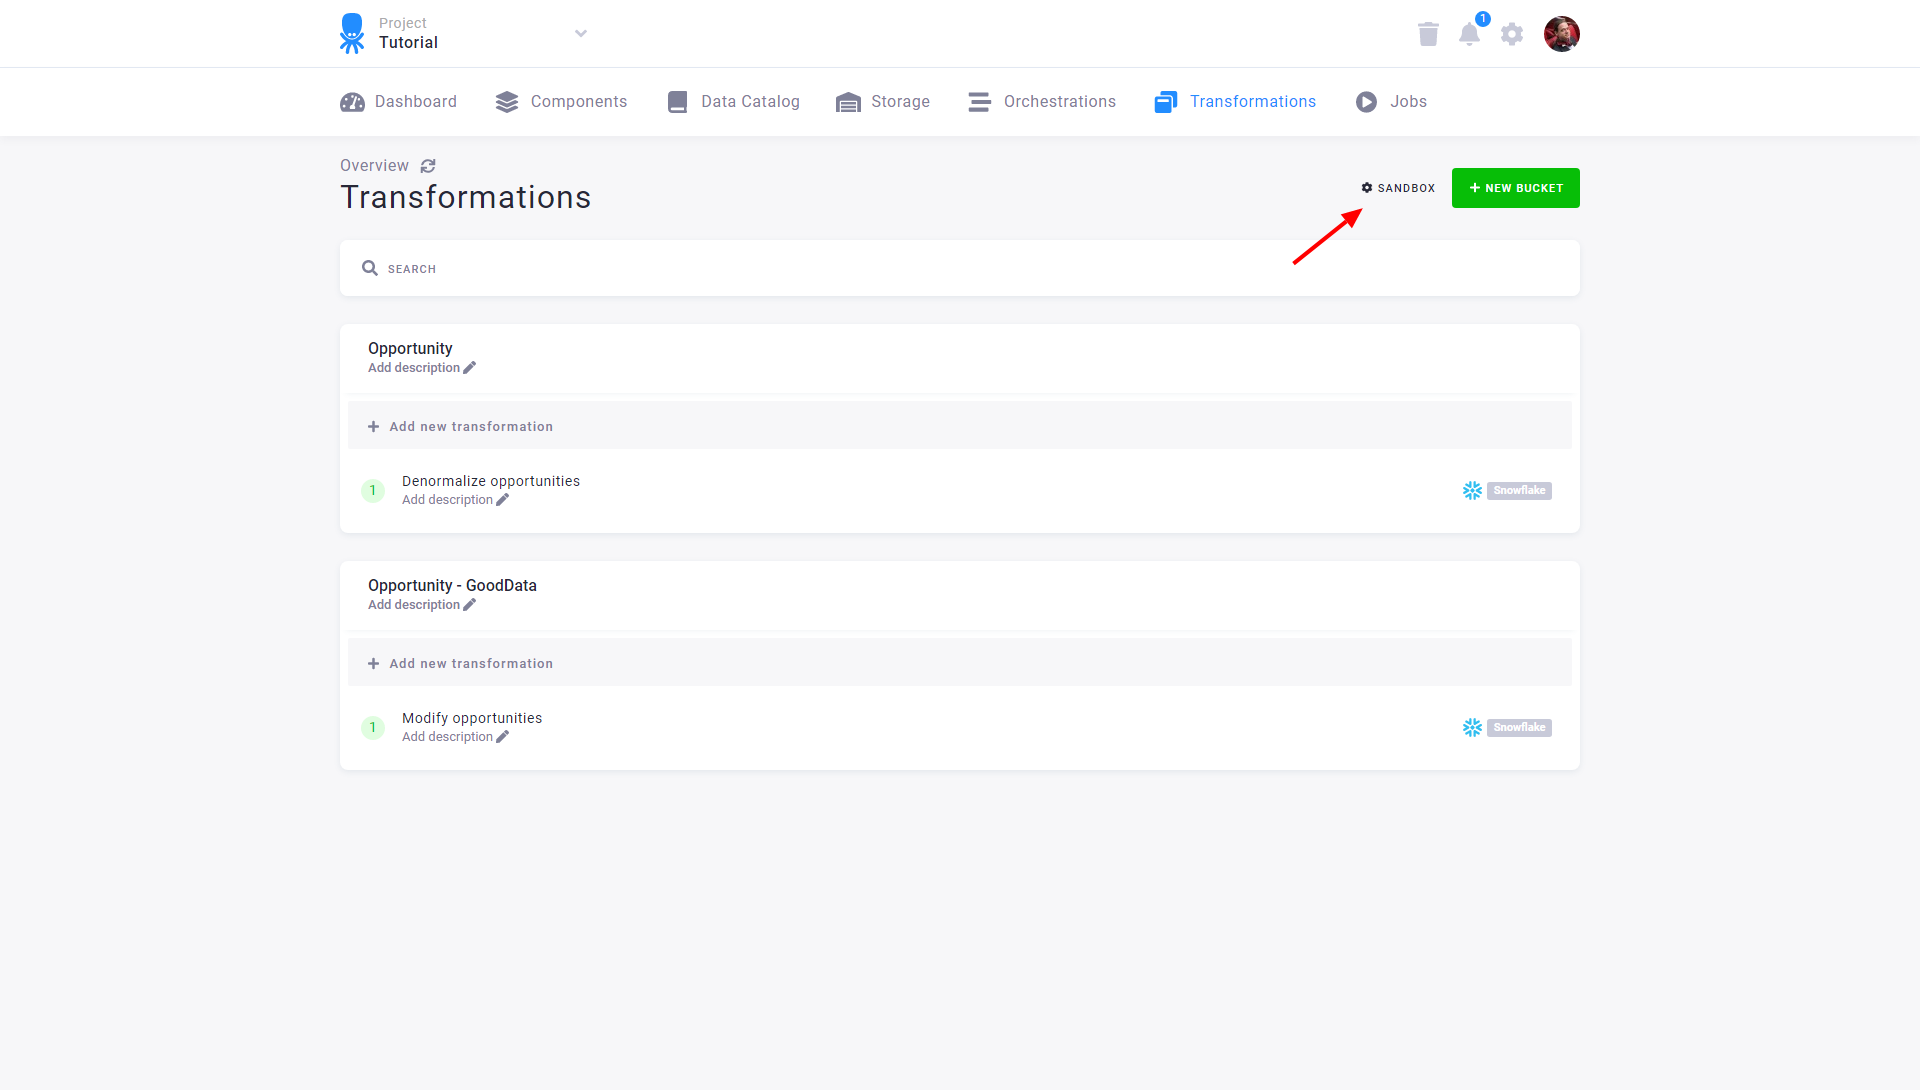 Project
Tutorial
1
Dashboard
Components
Data Catalog
Storage
Orchestrations
Transformations
Jobs
Overview
Transformations
SANDBOX
NEW BUCKET
SEARCH
Opportunity
Add description
Add new transformation
1
Denormalize opportunities
Add description
Snowflake
Opportunity - GoodData
Add description
Add new transformation
1
Modify opportunities
Add description
Snowflake